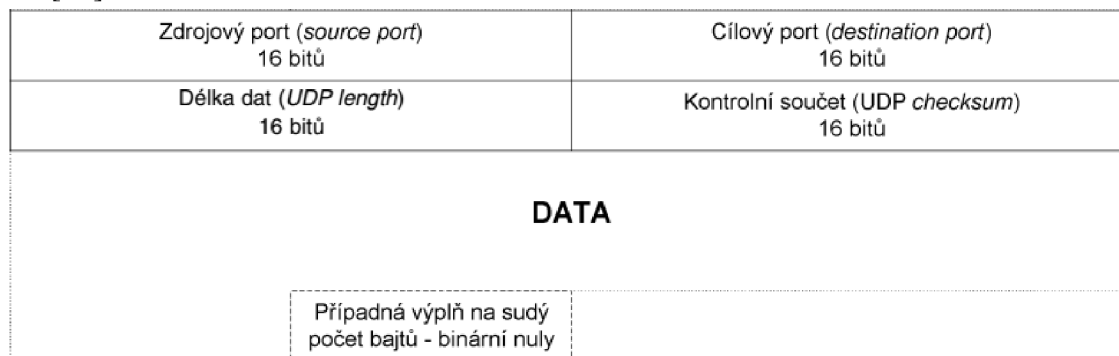 Zdrojový port (source port)
16 bitů
Cílový port (destination port)
16 bitů
Délka dat (UDP length)
16 bitů
Kontrolní součet (UDP checksum)
16 bitů
DATA
Případná výplň na sudý
počet bajtů - binární nuly